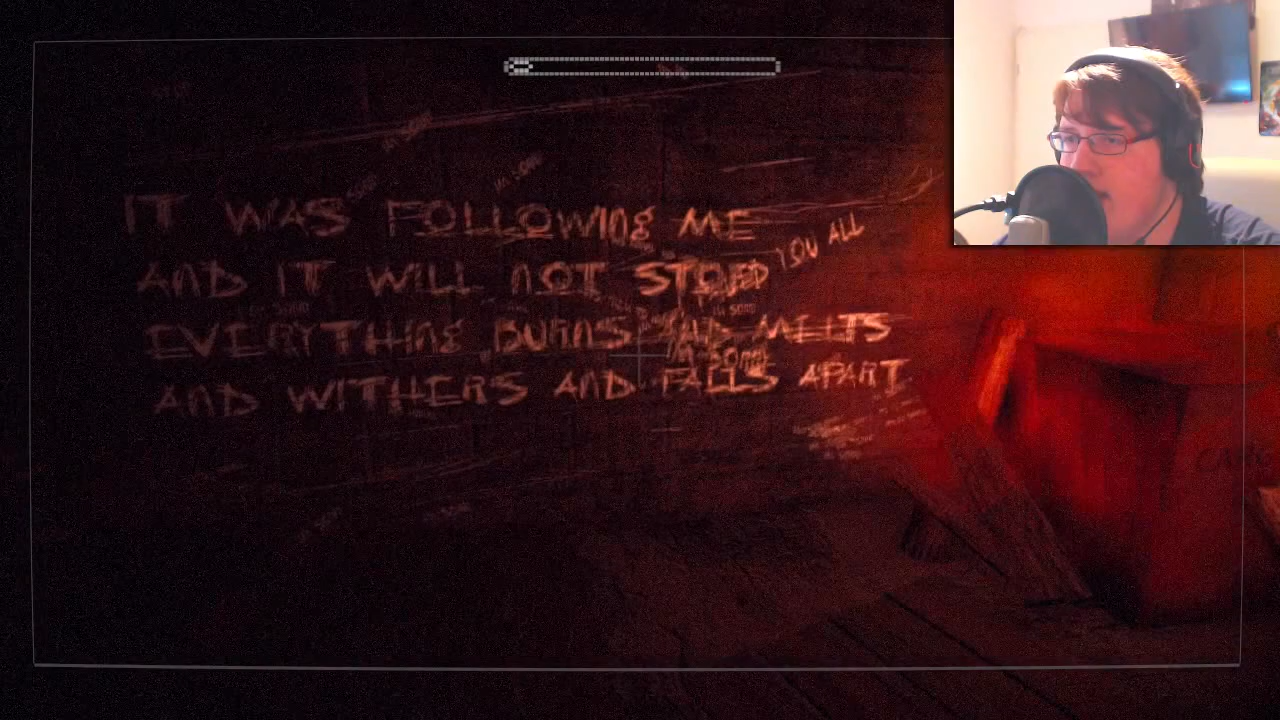 IT WAS FOLLOWING ME
AND IT WILL NOT STOP
YOU ALL
EVERYTHING BURNS AND MELTS
AND WITHERS AND FALLS APART